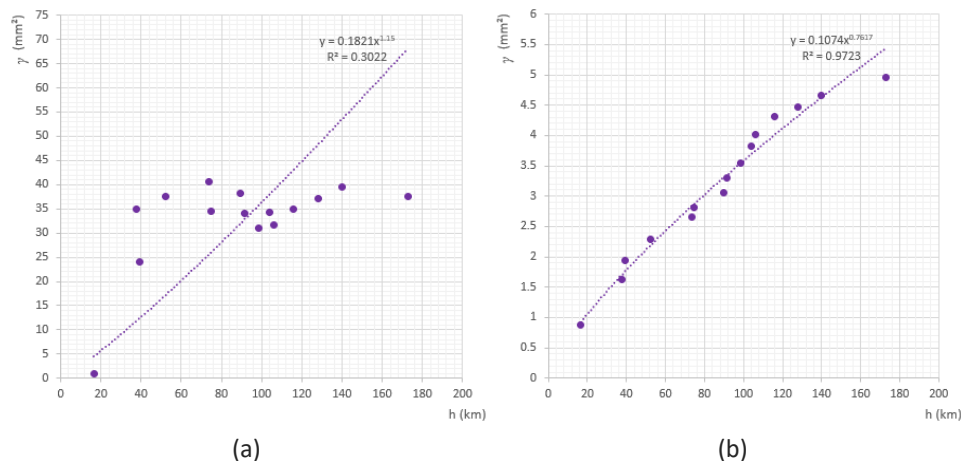 γ (mm²)
75
70
65
60
55
50
45
40
35
30
25
20
15
10
5
0
y = 0.1821x^1.15
R² = 0.3022
0 20 40 60 80 100 120 140 160 180 200
h (km)
(a)
γ (mm²)
6
5.5
5
4.5
4
3.5
3
2.5
2
1.5
1
0.5
0
y = 0.1074x^0.7617
R² = 0.9723
0 20 40 60 80 100 120 140 160 180 200
h (km)
(b)